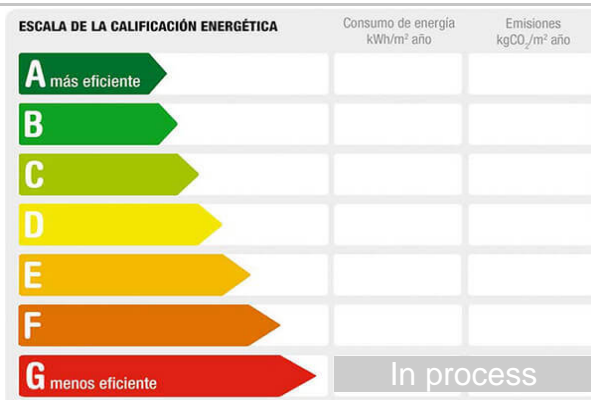 ESCALA DE LA CALIFICACIÓN ENERGÉTICA
Consumo de energía
kWh/m² año
Emisiones
kgCO₂/m² año
A más eficiente
B
C
D
E
F
G menos eficiente
In process